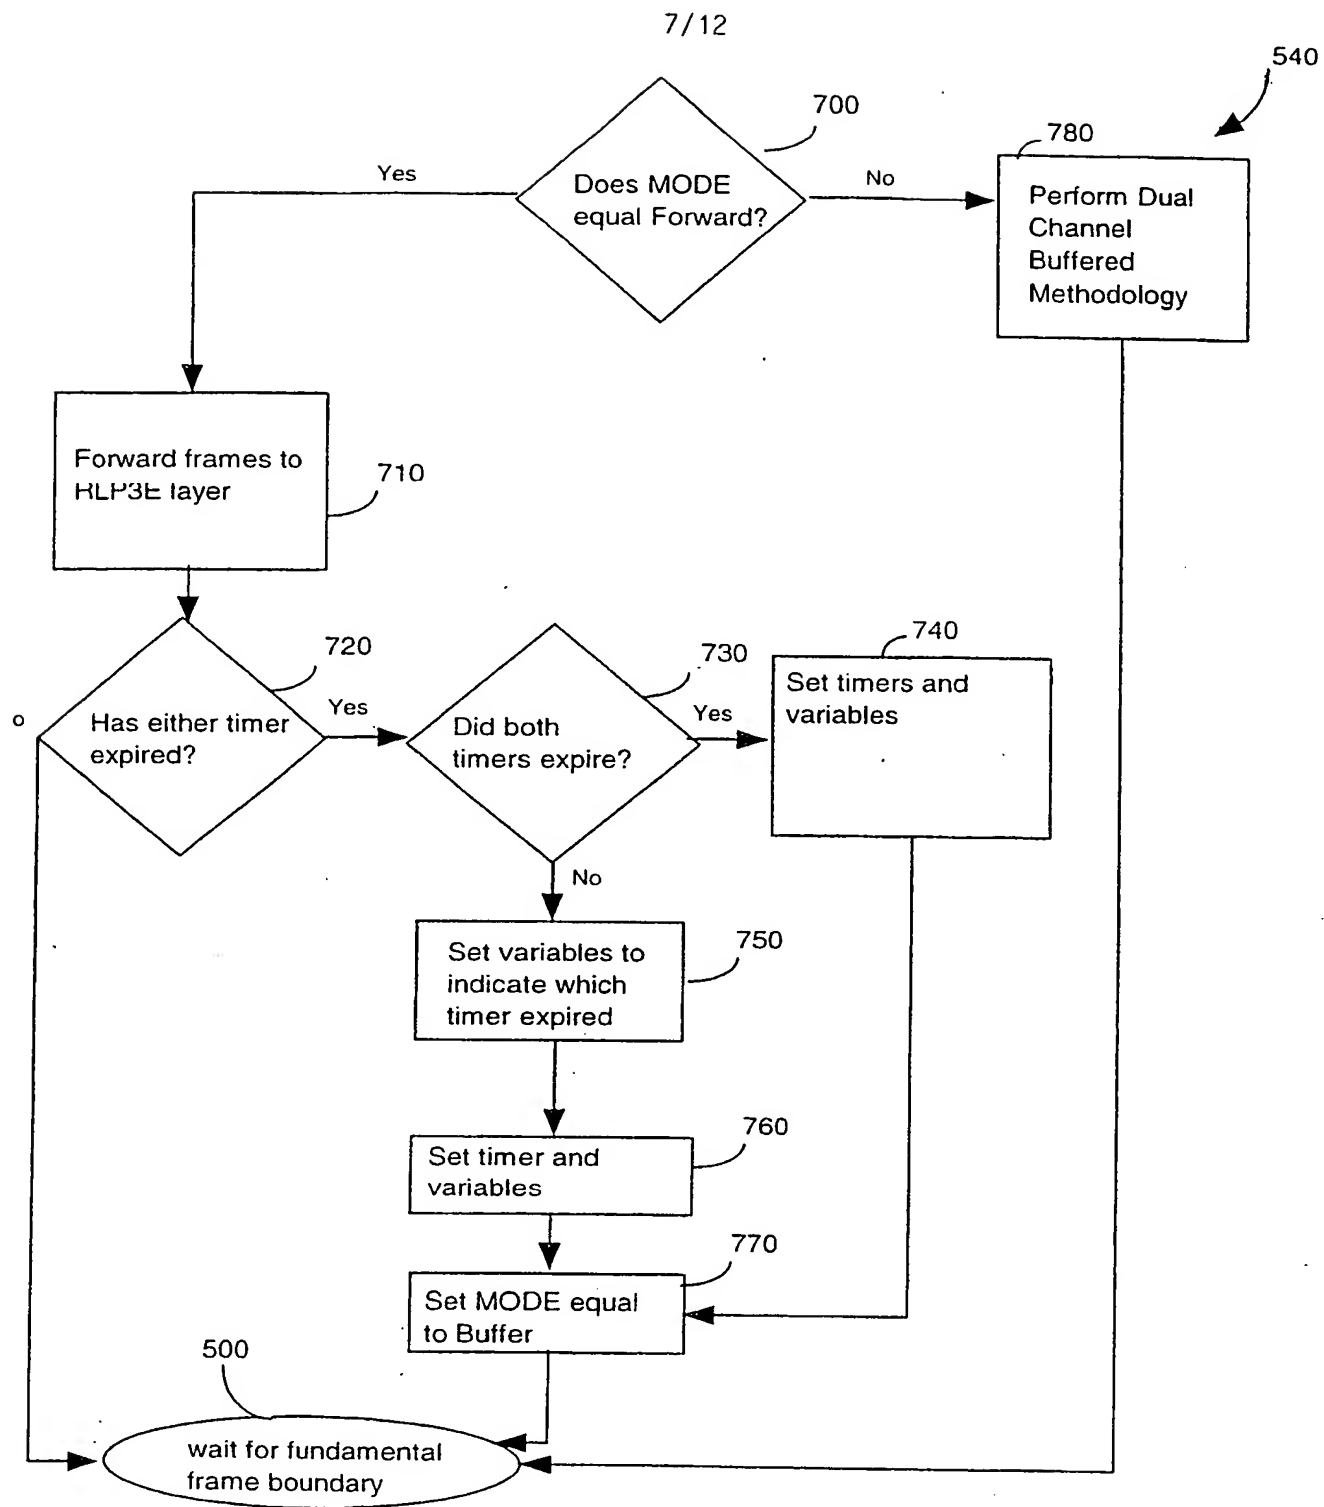 7/12
540
700
780
Yes
Does MODE
equal Forward?
No
Perform Dual
Channel
Buffered
Methodology
Forward frames to
RLP3E layer
710
720
730
740
o
Has either timer
expired?
Yes
Did both
timers expire?
Yes
Set timers and
variables
No
Set variables to
indicate which
timer expired
750
760
Set timer and
variables
770
Set MODE equal
to Buffer
500
wait for fundamental
frame boundary